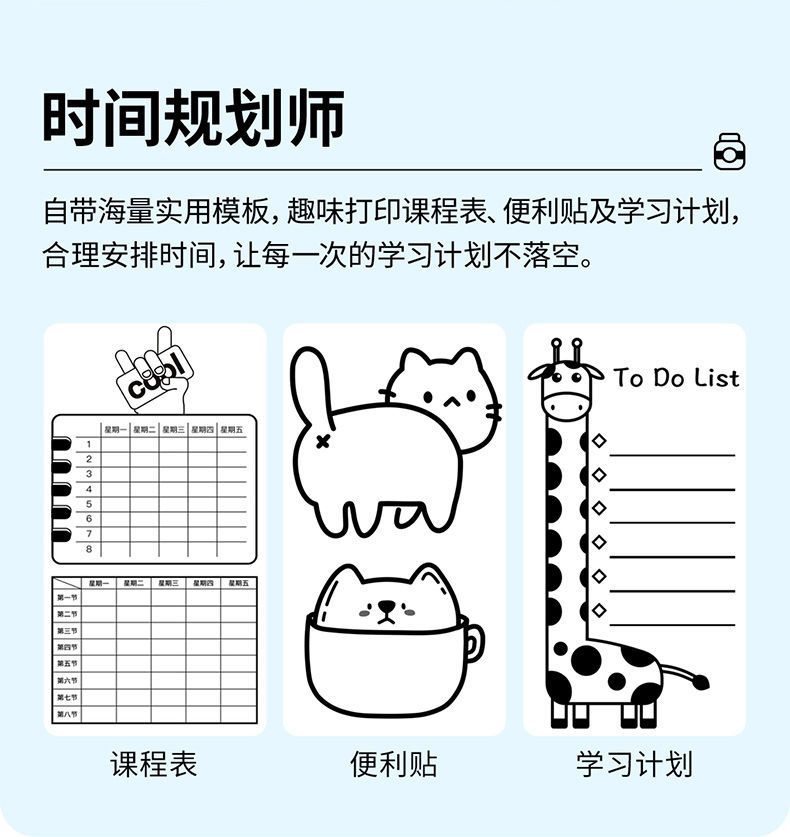 时间规划师
自带海量实用模板，趣味打印课程表、便利贴及学习计划，
合理安排时间，让每一次的学习计划不落空。
cool
星期一 星期二 星期三 星期四 星期五
1
2
3
4
5
6
7
8
星期一 星期二 星期三 星期四 星期五
第一节
第二节
第三节
第四节
第五节
第六节
第七节
第八节
To Do List
课程表 便利贴 学习计划